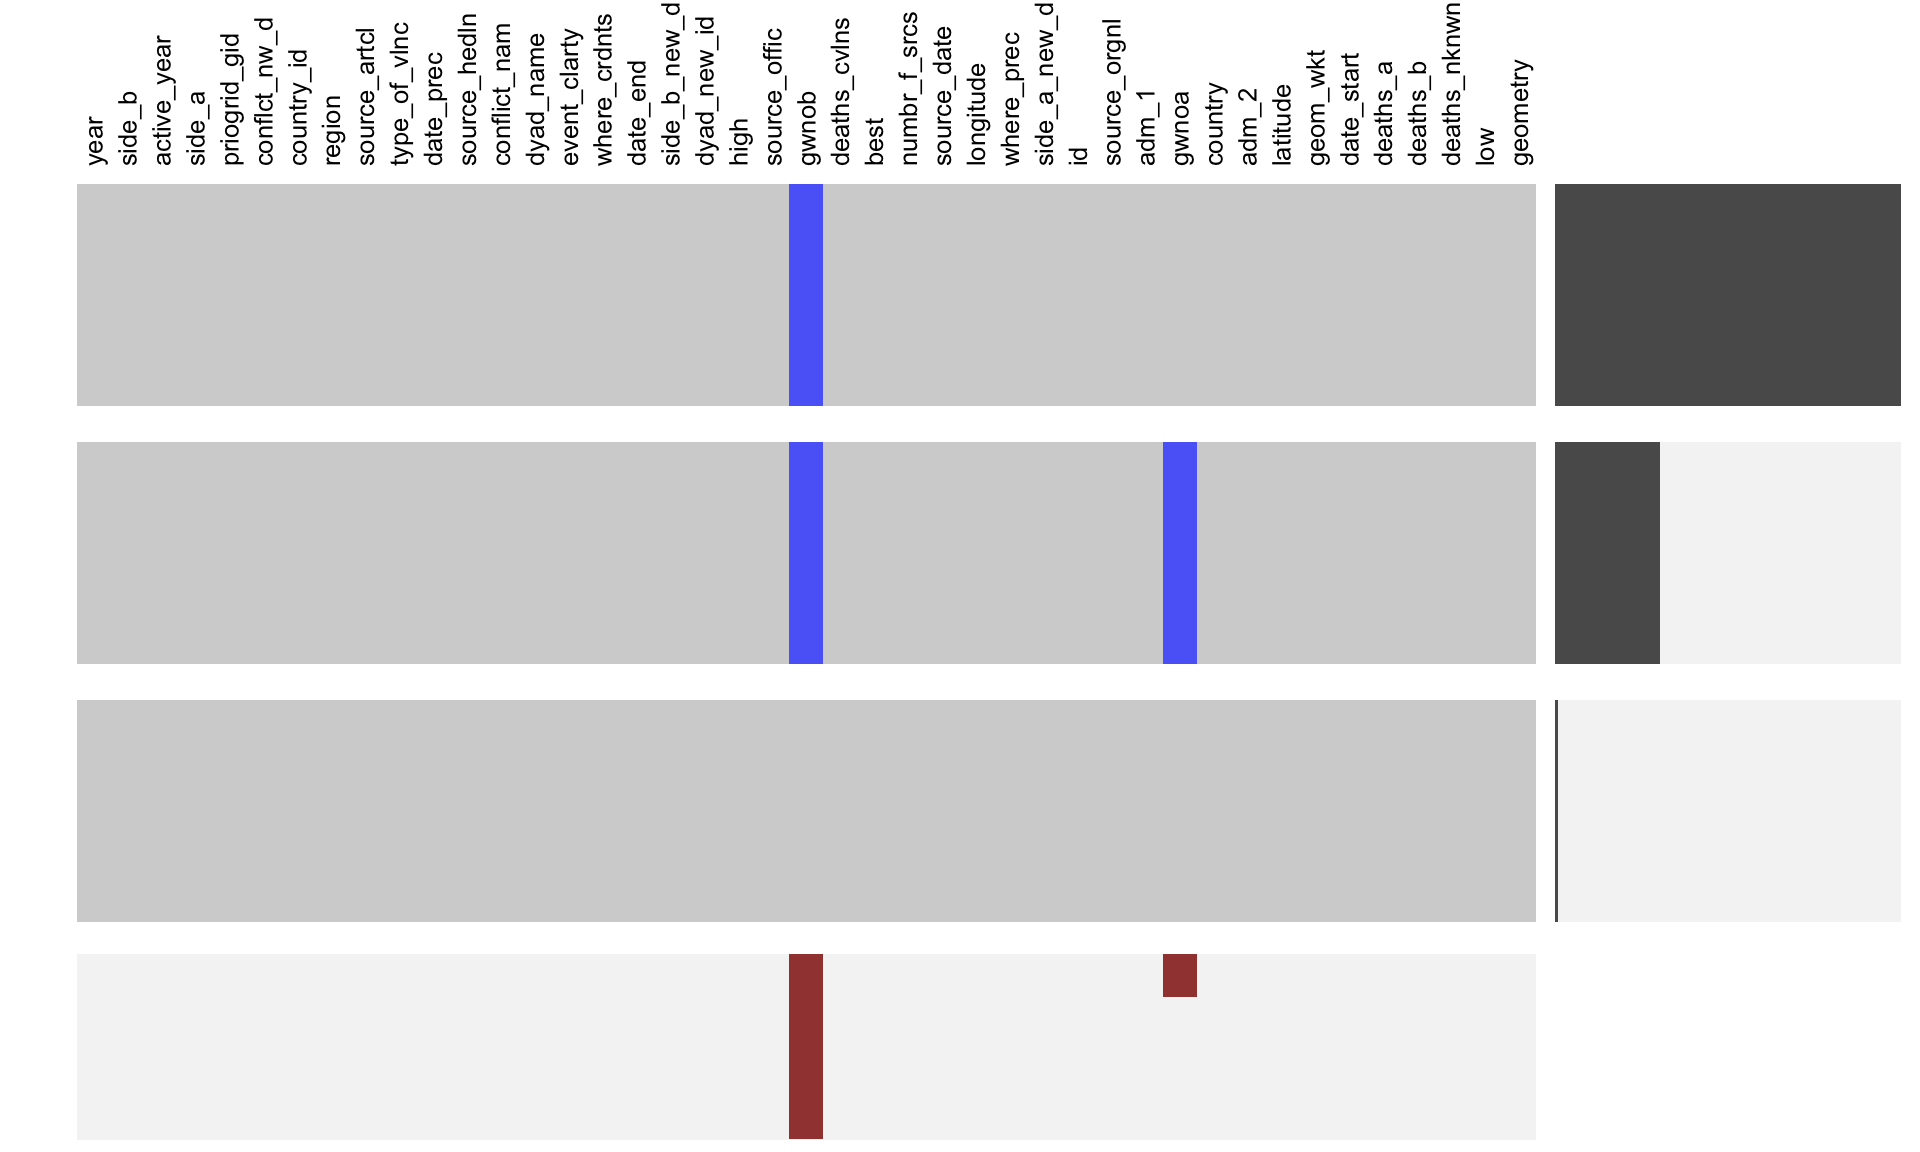 year
side_b
active_year
side_a
priogrid_gid
conflct_nw_d
country_id
region
source_artcl
type_of_vlnc
date_prec
source_hedln
conflict_nam
dyad_name
event_clarty
where_crdnts
date_end
side_b_new_d
dyad_new_id
high
source_offic
gwnob
deaths_cvlns
best
numbr_f_srcs
source_date
longitude
where_prec
side_a_new_d
id
source_orgnl
adm_1
gwnoa
country
adm_2
latitude
geom_wkt
date_start
deaths_a
deaths_b
deaths_nknwn
low
geometry